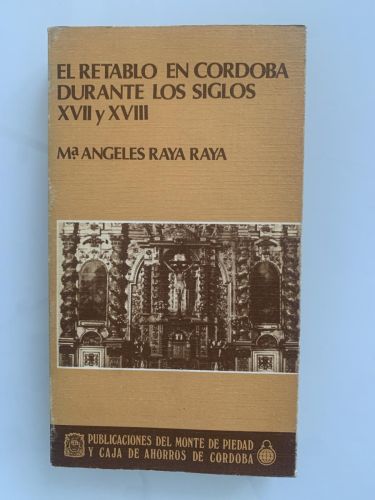 EL RETABLO EN CORDOBA
DURANTE LOS SIGLOS
XVII y XVIII
Mª ANGELES RAYA RAYA
PUBLICACIONES DEL MONTE DE PIEDAD
Y CAJA DE AHORROS DE CORDOBA